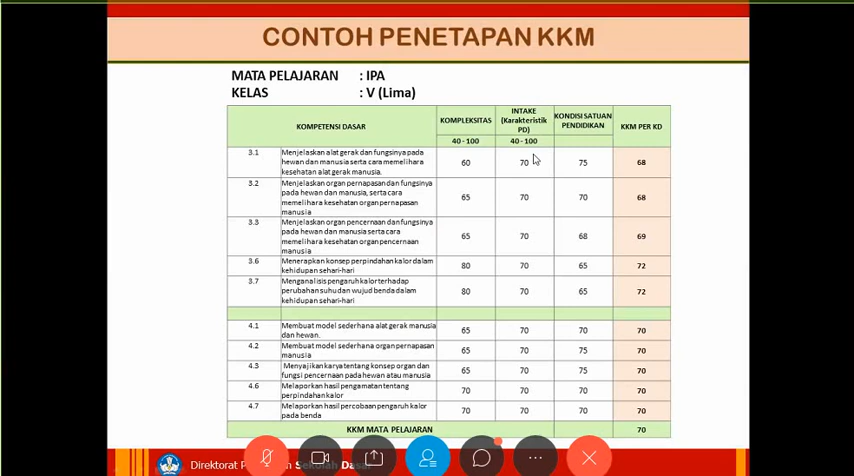 CONTOH PENETAPAN KKM
MATA PELAJARAN : IPA
KELAS : V (Lima)
KOMPETENSI DASAR
KOMPLEKSITAS
INTAKE
(Karakteristik
PD)
KONDISI SATUAN
PENDIDIKAN
KKM PER KD
40 - 100
40 - 100
3.1 Menjelaskan alat gerak dan fungsinya pada
hewan dan manusia serta cara memelihara
kesehatan alat gerak manusia.
60 70 75 68
3.2 Menjelaskan organ pernapasan dan fungsinya
pada hewan dan manusia, serta cara
memelihara kesehatan organ pernapasan
manusia
65 70 70 68
3.3 Menjelaskan organ pencernaan dan fungsinya
pada hewan dan manusia serta cara
memelihara kesehatan organ pencernaan
manusia
65 70 68 69
3.6 Menerapkan konsep perpindahan kalor dalam
kehidupan sehari-hari
80 70 65 72
3.7 Menganalisis pengaruh kalor terhadap
perubahan suhu dan wujud benda dalam
kehidupan sehari-hari
80 70 65 72
4.1 Membuat model sederhana alat gerak manusia
dan hewan.
65 70 70 70
4.2 Membuat model sederhana organ pernapasan
manusia
65 70 75 70
4.3 Menyajikan karya tentang konsep organ dan
fungsi pencernaan pada hewan atau manusia
65 70 75 70
4.6 Melaporkan hasil pengamatan tentang
perpindahan kalor
70 70 70 70
4.7 Melaporkan hasil percobaan pengaruh kalor
pada benda
70 70 70 70
KKM MATA PELAJARAN 70
Direktorat Sekolah Dasar